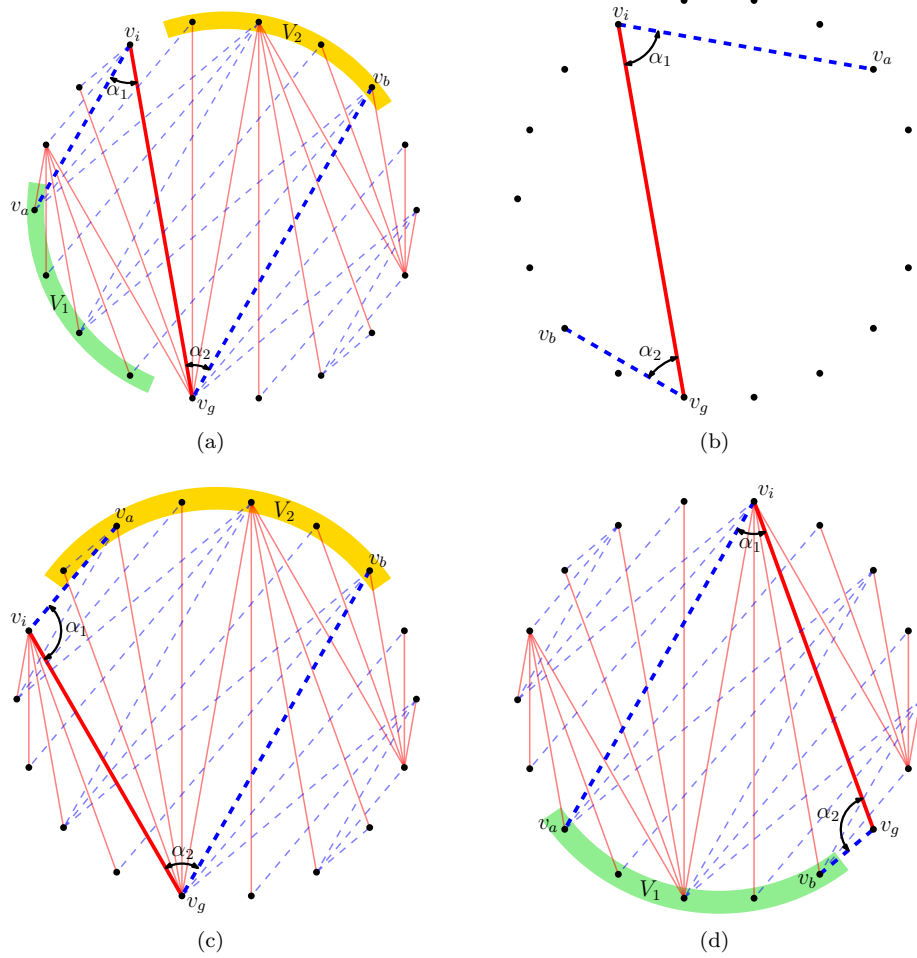 v_i
V_2
v_b
α_1
v_a
V_1
α_2
v_g
(a)
v_i
v_a
α_1
v_b
α_2
v_g
(b)
V_2
v_a
v_b
v_i
α_1
α_2
v_g
(c)
v_i
α_1
v_a
α_2
v_g
V_1
v_b
(d)